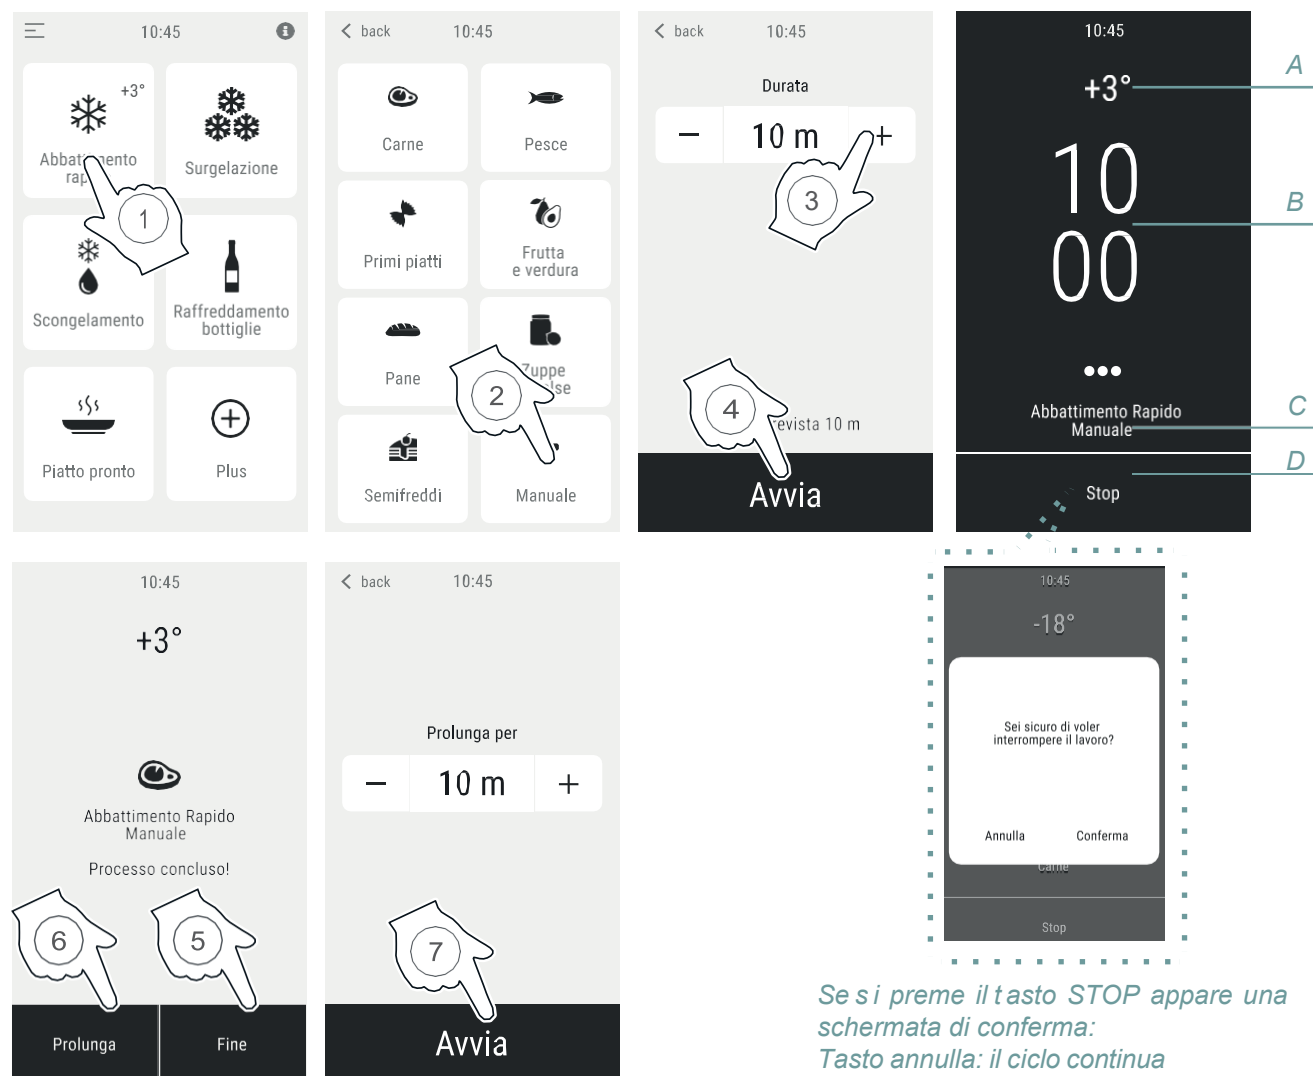 10:45
+3°
Abbattimento
Surgelazione
1
Scongelamento
Raffreddamento
bottiglie
Piatto pronto
Plus
back
10:45
Carne
Pesce
Primi piatti
Frutta
e verdura
Pane
Zuppe
2
Semifreddi
Manuale
back
10:45
Durata
10 m
3
4
10 m
Avvia
10:45
+3°
A
10
B
00
Abbattimento Rapido
Manuale
C
D
Stop
10:45
+3°
Abbattimento Rapido
Manuale
Processo concluso!
6
5
Prolunga
Fine
back
10:45
Prolunga per
10 m
7
Avvia
10:45
-18°
Sei sicuro di voler
interrompere il lavoro?
Annulla
Conferma
Carne
Stop
Se s i preme il t asto STOP appare una
schermata di conferma:
Tasto annulla: il ciclo continua